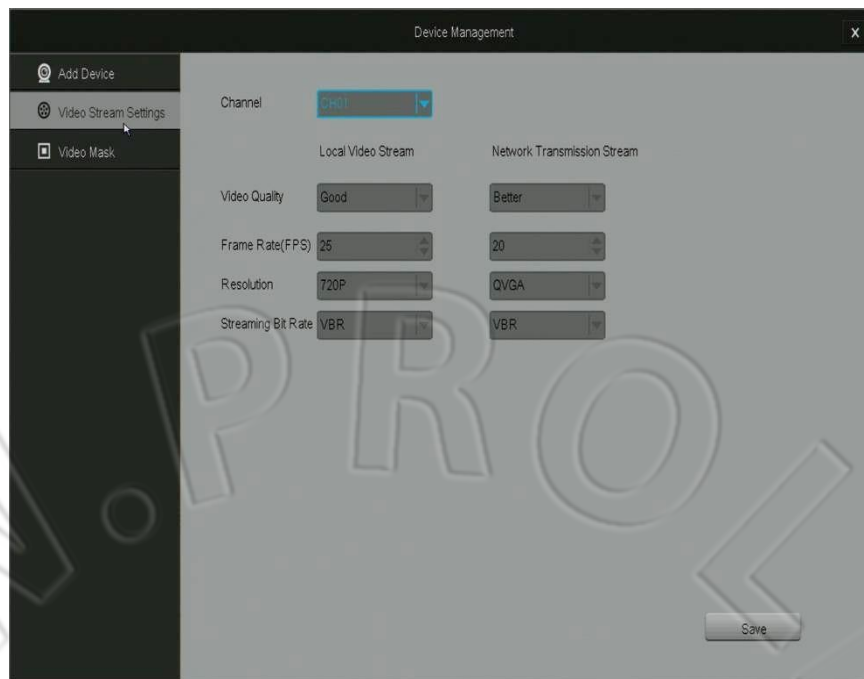 Device Management
X
Add Device
Video Stream Settings
Video Mask
Channel CH01
Local Video Stream Network Transmission Stream
Video Quality Good Better
Frame Rate(FPS) 25 20
Resolution 720P QVGA
Streaming Bit Rate VBR VBR
Save
.PROL